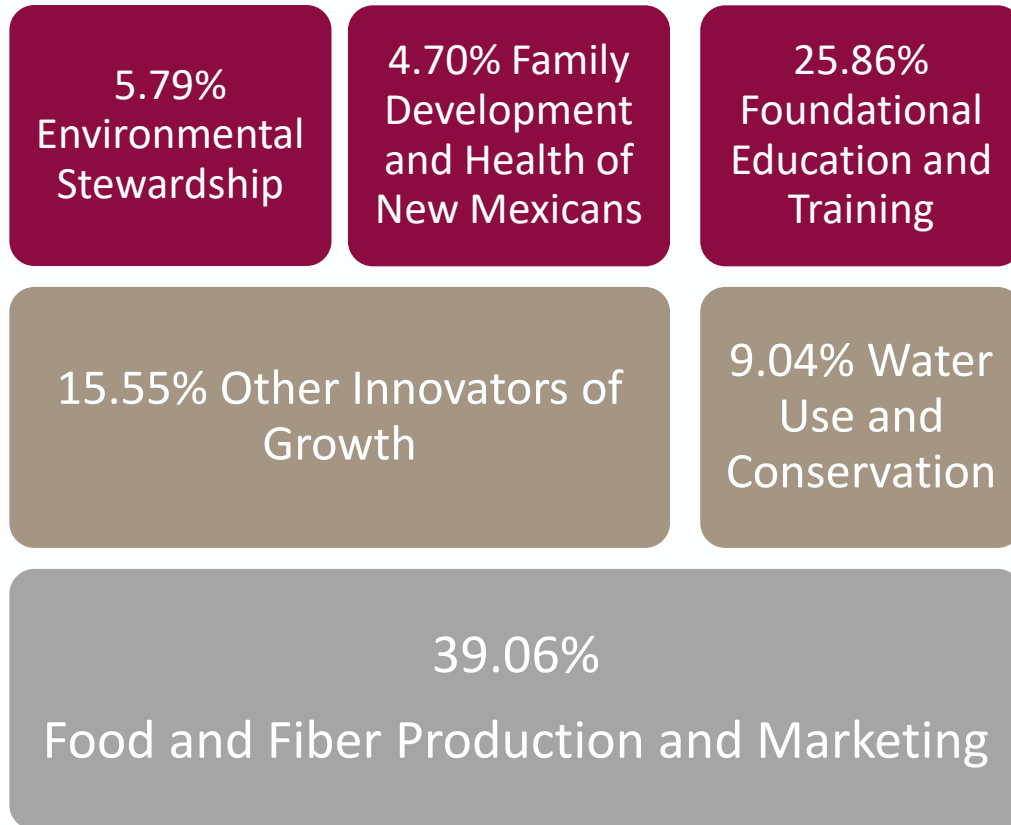 5.79%
Environmental
Stewardship
4.70% Family
Development
and Health of
New Mexicans
25.86%
Foundational
Education and
Training
15.55% Other Innovators of
Growth
9.04% Water
Use and
Conservation
39.06%
Food and Fiber Production and Marketing